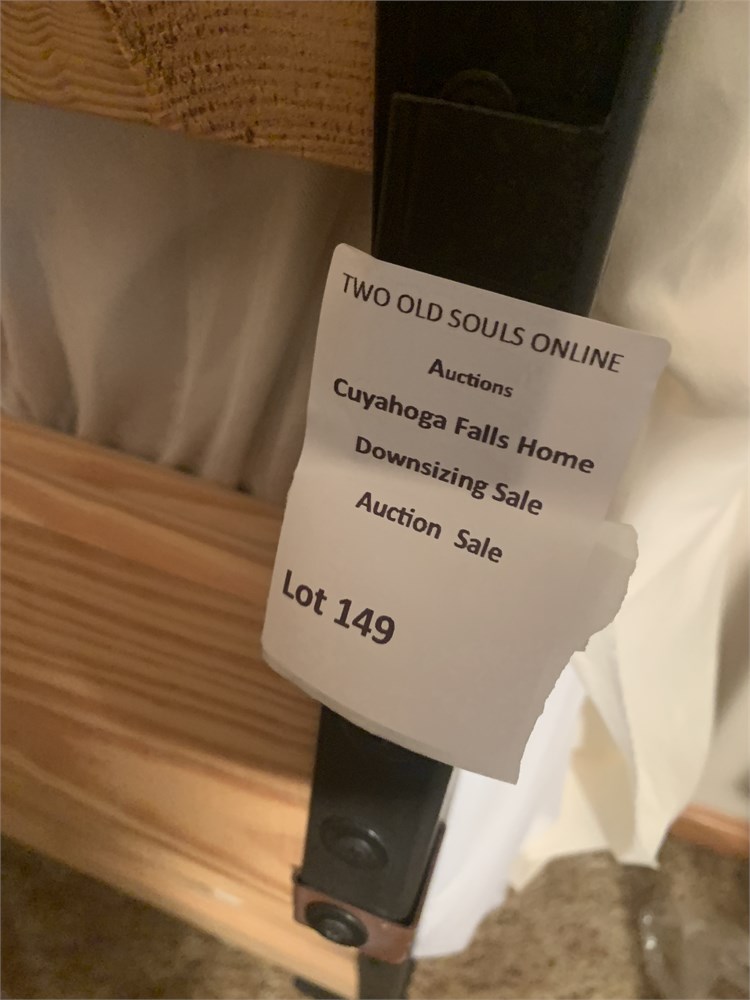 TWO OLD SOULS ONLINE
Auctions
Cuyahoga Falls Home
Downsizing Sale
Auction Sale
Lot 149